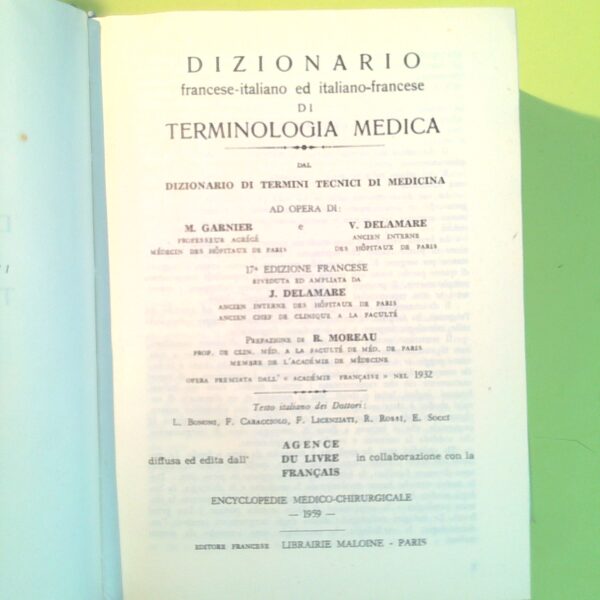 DIZIONARIO
francese-italiano ed italiano-francese
DI
TERMINOLOGIA MEDICA
DAL
DIZIONARIO DI TERMINI TECNICI DI MEDICINA
AD OPERA DI:
M. GARNIER e V. DELAMARE
PROFESSEUR AGRÉGÉ ANCIEN INTERNE
MÉDECIN DES HÔPITAUX DE PARIS DES HÔPITAUX DE PARIS
17ª EDIZIONE FRANCESE
RIVEDUTA ED AMPLIATA DA
J. DELAMARE
ANCIEN INTERNE DES HÔPITAUX DE PARIS
ANCIEN CHEF DE CLINIQUE A LA FACULTÉ
PREFAZIONE DI R. MOREAU
PROF. DE CLIN. MÉD. A LA FACULTÉ DE MÉD. DE PARIS
MEMBRE DE L'ACADÉMIE DE MÉDECINE
OPERA PREMIATA DALL' « ACADÉMIE FRANÇAISE » NEL 1932
Testo italiano dei Dottori:
L. BONONI, F. CARACCIOLO, F. LICENZIATI, R. ROSSI, E. SOCCI
diffusa ed edita dall' AGENCE DU LIVRE FRANÇAIS in collaborazione con la
ENCYCLOPEDIE MEDICO-CHIRURGICALE
— 1959 —
EDITORE FRANCESE LIBRAIRIE MALOINE - PARIS